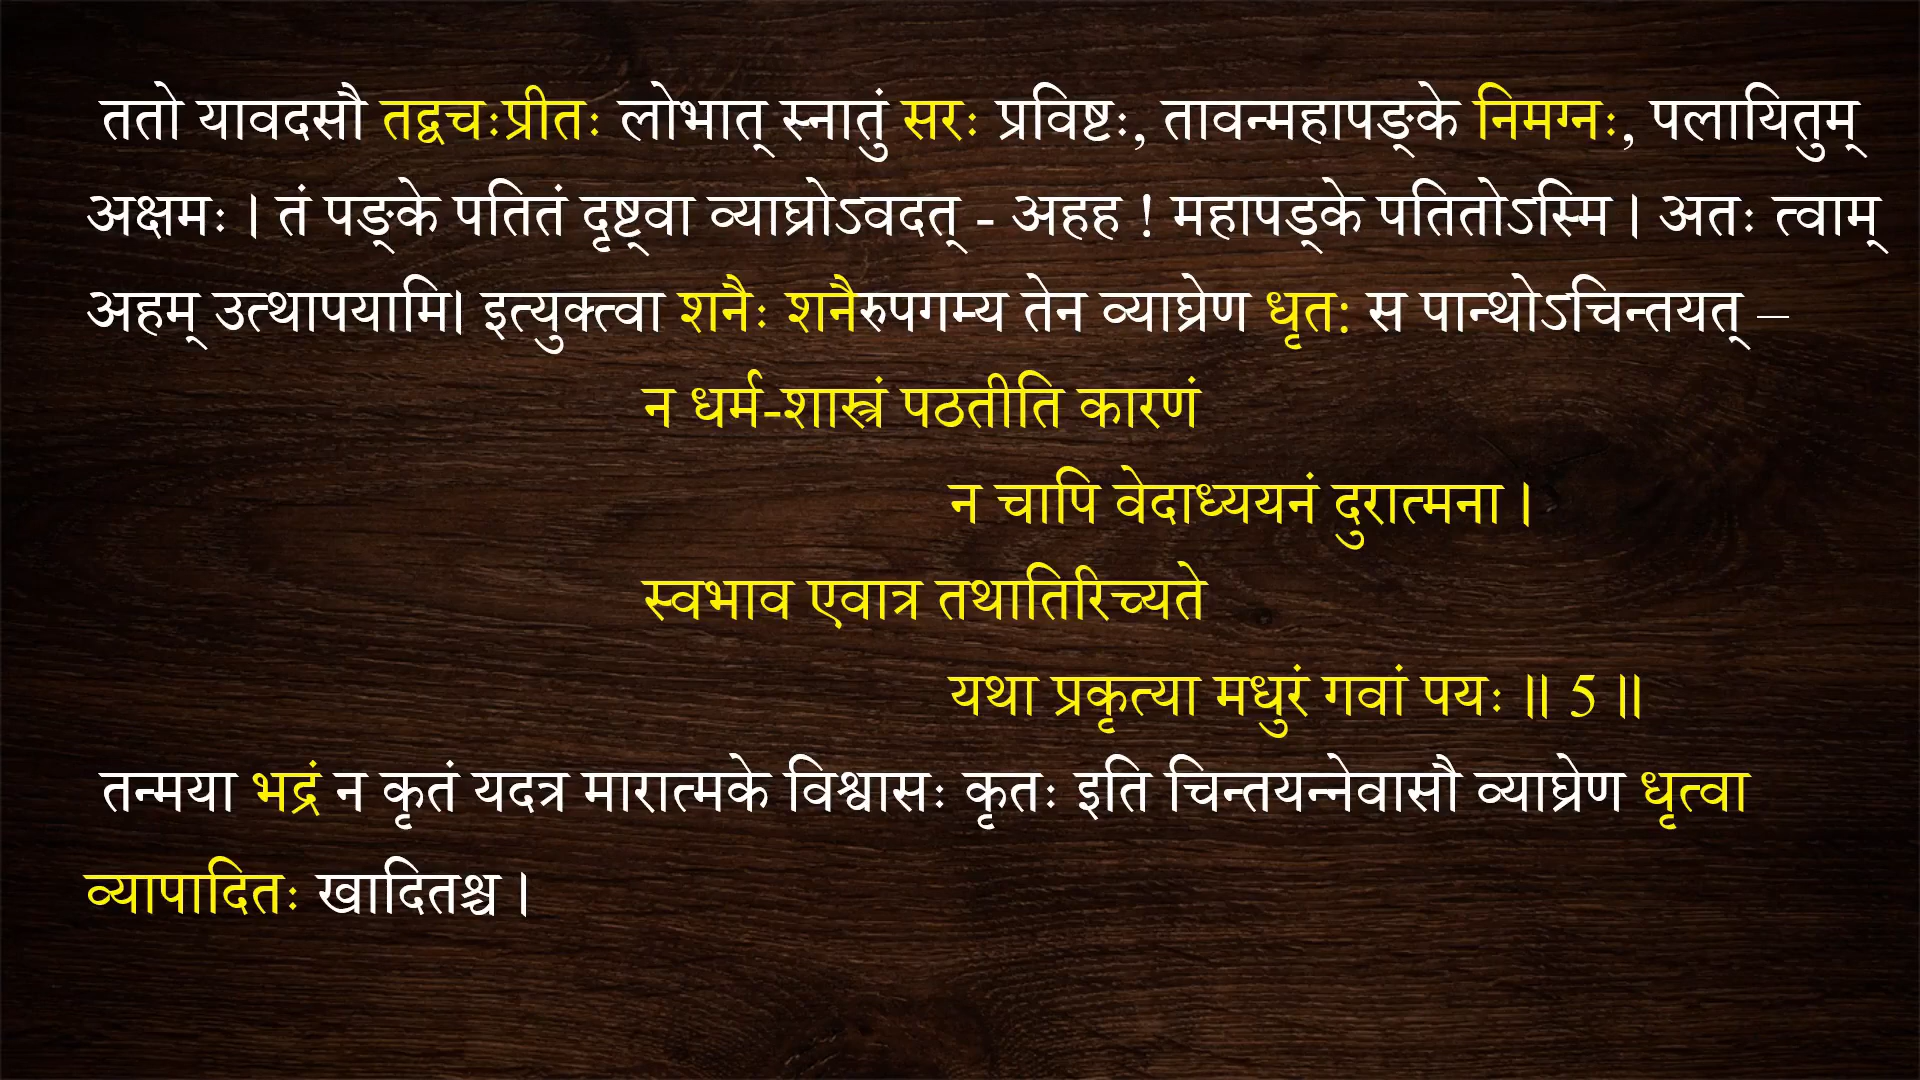 ततो यावदसौ तद्वचःप्रीतः लोभात् स्नातुं सरः प्रविष्टः, तावन्महापङ्के निमग्नः, पलायितुम्
अक्षमः । तं पङ्के पतितं दृष्ट्वा व्याघ्रोऽवदत् - अहह ! महापड्के पतितोऽस्मि । अतः त्वाम्
अहम् उत्थापयामि। इत्युक्त्वा शनैः शनैरुपगम्य तेन व्याघ्रेण धृत: स पान्थोऽचिन्तयत् –
न धर्म-शास्त्रं पठतीति कारणं
न चापि वेदाध्ययनं दुरात्मना ।
स्वभाव एवात्र तथातिरिच्यते
यथा प्रकृत्या मधुरं गवां पयः ॥ 5 ॥
तन्मया भद्रं न कृतं यदत्र मारात्मके विश्वासः कृतः इति चिन्तयन्नेवासौ व्याघ्रेण धृत्वा
व्यापादितः खादितश्च ।